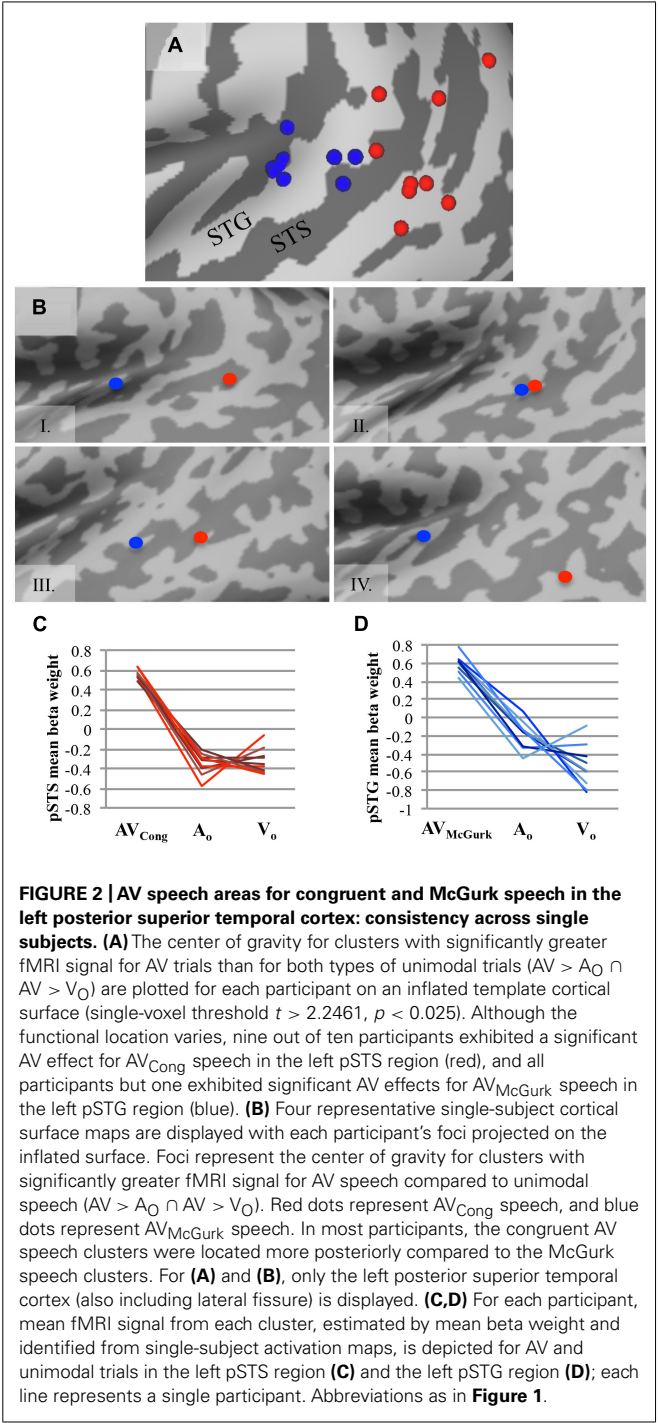 A
STG
STS
B
I.
II.
III.
IV.
C
pSTS mean beta weight
0.8
0.6
0.4
0.2
0
-0.2
-0.4
-0.6
-0.8
AVCong
Ao
Vo
D
pSTG mean beta weight
0.8
0.6
0.4
0.2
0
-0.2
-0.4
-0.6
-0.8
-1
AVMcGurk
Ao
Vo
FIGURE 2 | AV speech areas for congruent and McGurk speech in the
left posterior superior temporal cortex: consistency across single
subjects. (A) The center of gravity for clusters with significantly greater
fMRI signal for AV trials than for both types of unimodal trials (AV > AO ∩
AV > VO) are plotted for each participant on an inflated template cortical
surface (single-voxel threshold t > 2.2461, p < 0.025). Although the
functional location varies, nine out of ten participants exhibited a significant
AV effect for AVCong speech in the left pSTS region (red), and all
participants but one exhibited significant AV effects for AVMcGurk speech in
the left pSTG region (blue). (B) Four representative single-subject cortical
surface maps are displayed with each participant's foci projected on the
inflated surface. Foci represent the center of gravity for clusters with
significantly greater fMRI signal for AV speech compared to unimodal
speech (AV > AO ∩ AV > VO). Red dots represent AVCong speech, and blue
dots represent AVMcGurk speech. In most participants, the congruent AV
speech clusters were located more posteriorly compared to the McGurk
speech clusters. For (A) and (B), only the left posterior superior temporal
cortex (also including lateral fissure) is displayed. (C,D) For each participant,
mean fMRI signal from each cluster, estimated by mean beta weight and
identified from single-subject activation maps, is depicted for AV and
unimodal trials in the left pSTS region (C) and the left pSTG region (D); each
line represents a single participant. Abbreviations as in Figure 1.